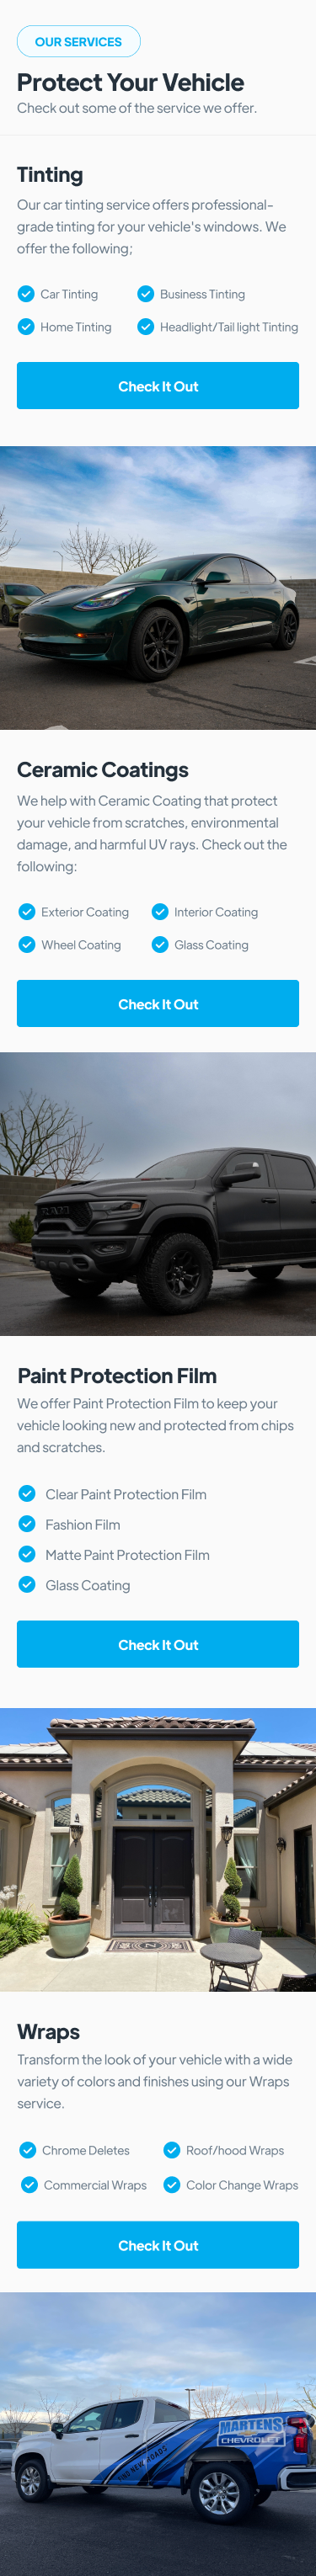 OUR SERVICES
Protect Your Vehicle
Check out some of the service we offer.
Tinting
Our car tinting service offers professional-
grade tinting for your vehicle's windows. We
offer the following;
Car Tinting
Business Tinting
Home Tinting
Headlight/Tail light Tinting
Check It Out
Ceramic Coatings
We help with Ceramic Coating that protect
your vehicle from scratches, environmental
damage, and harmful UV rays. Check out the
following:
Exterior Coating
Interior Coating
Wheel Coating
Glass Coating
Check It Out
RAM
Paint Protection Film
We offer Paint Protection Film to keep your
vehicle looking new and protected from chips
and scratches.
Clear Paint Protection Film
Fashion Film
Matte Paint Protection Film
Glass Coating
Check It Out
N
Wraps
Transform the look of your vehicle with a wide
variety of colors and finishes using our Wraps
service.
Chrome Deletes
Roof/hood Wraps
Commercial Wraps
Color Change Wraps
Check It Out
MARTENS
CHEVROLET
FIND NEW ROADS